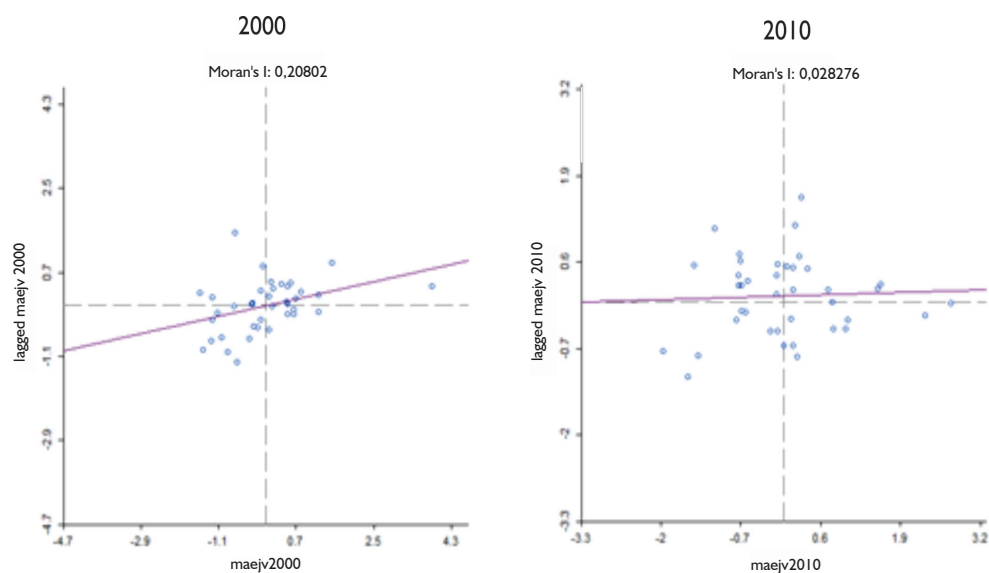 2000
Moran's I: 0,20802
4.3
2.5
0.7
-1.1
-2.9
-4.7
lagged maejv 2000
-4.7 -2.9 -1.1 0.7 2.5 4.3
maejv2000
2010
Moran's I: 0,028276
3.2
1.9
0.6
-0.7
-2
-3.3
lagged maejv 2010
-3.3 -2 -0.7 0.6 1.9 3.2
maejv2010